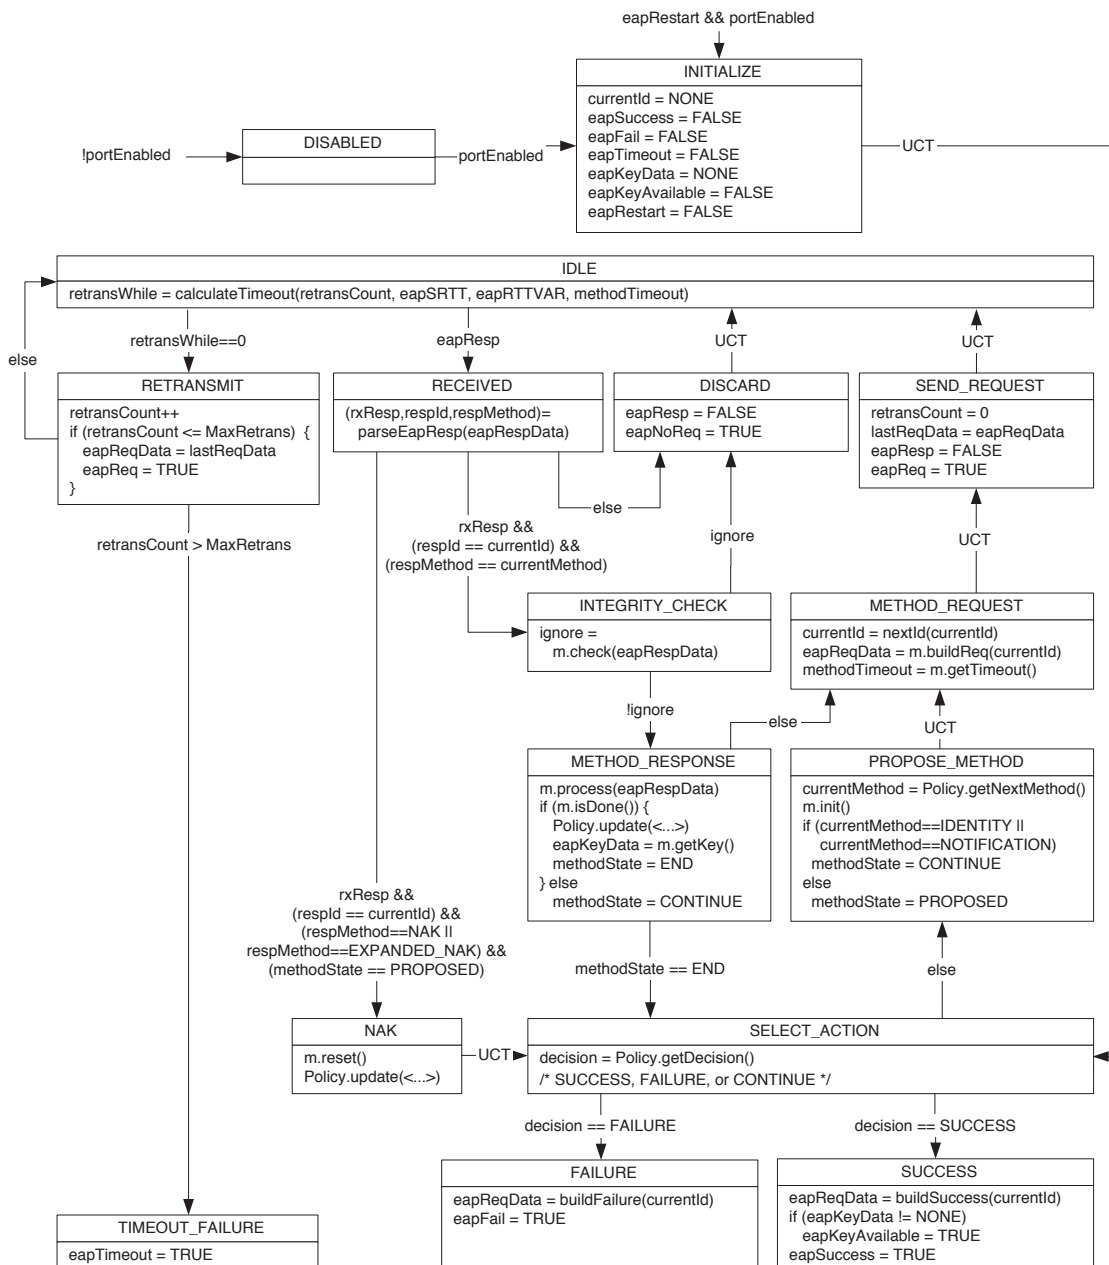 eapRestart && portEnabled
INITIALIZE
currentId = NONE
eapSuccess = FALSE
eapFail = FALSE
eapTimeout = FALSE
eapKeyData = NONE
eapKeyAvailable = FALSE
eapRestart = FALSE
!portEnabled
DISABLED
portEnabled
UCT
IDLE
retransWhile = calculateTimeout(retransCount, eapSRTT, eapRTTVAR, methodTimeout)
else
retransWhile==0
eapResp
UCT
UCT
RETRANSMIT
retransCount++
if (retransCount <= MaxRetrans) {
eapReqData = lastReqData
eapReq = TRUE
}
RECEIVED
(rxResp,respId,respMethod)=
parseEapResp(eapRespData)
DISCARD
eapResp = FALSE
eapNoReq = TRUE
SEND_REQUEST
retransCount = 0
lastReqData = eapReqData
eapResp = FALSE
eapReq = TRUE
else
retransCount > MaxRetrans
rxResp &&
(respId == currentId) &&
(respMethod == currentMethod)
ignore
UCT
INTEGRITY_CHECK
ignore =
m.check(eapRespData)
METHOD_REQUEST
currentId = nextId(currentId)
eapReqData = m.buildReq(currentId)
methodTimeout = m.getTimeout()
!ignore
else
UCT
METHOD_RESPONSE
m.process(eapRespData)
if (m.isDone()) {
Policy.update(<...>)
eapKeyData = m.getKey()
methodState = END
} else
methodState = CONTINUE
PROPOSE_METHOD
currentMethod = Policy.getNextMethod()
m.init()
if (currentMethod==IDENTITY ||
currentMethod==NOTIFICATION)
methodState = CONTINUE
else
methodState = PROPOSED
rxResp &&
(respId == currentId) &&
(respMethod==NAK ||
respMethod==EXPANDED_NAK) &&
(methodState == PROPOSED)
methodState == END
else
NAK
m.reset()
Policy.update(<...>)
UCT
SELECT_ACTION
decision = Policy.getDecision()
/* SUCCESS, FAILURE, or CONTINUE */
decision == FAILURE
decision == SUCCESS
FAILURE
eapReqData = buildFailure(currentId)
eapFail = TRUE
SUCCESS
eapReqData = buildSuccess(currentId)
if (eapKeyData != NONE)
eapKeyAvailable = TRUE
eapSuccess = TRUE
TIMEOUT_FAILURE
eapTimeout = TRUE